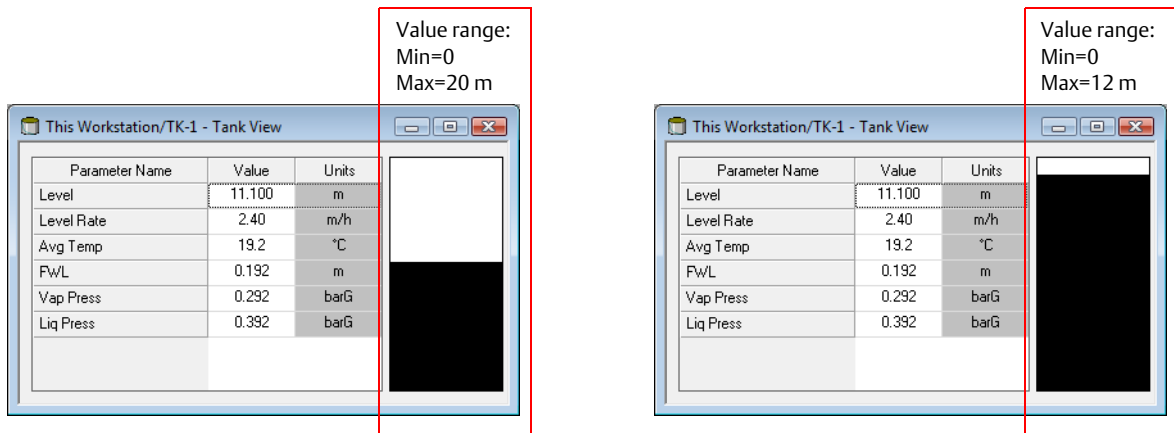 Value range:
Min=0
Max=20 m
This Workstation/TK-1 - Tank View
Parameter Name Value Units
Level 11.100 m
Level Rate 2.40 m/h
Avg Temp 19.2 °C
FWL 0.192 m
Vap Press 0.292 barG
Liq Press 0.392 barG
Value range:
Min=0
Max=12 m
This Workstation/TK-1 - Tank View
Parameter Name Value Units
Level 11.100 m
Level Rate 2.40 m/h
Avg Temp 19.2 °C
FWL 0.192 m
Vap Press 0.292 barG
Liq Press 0.392 barG